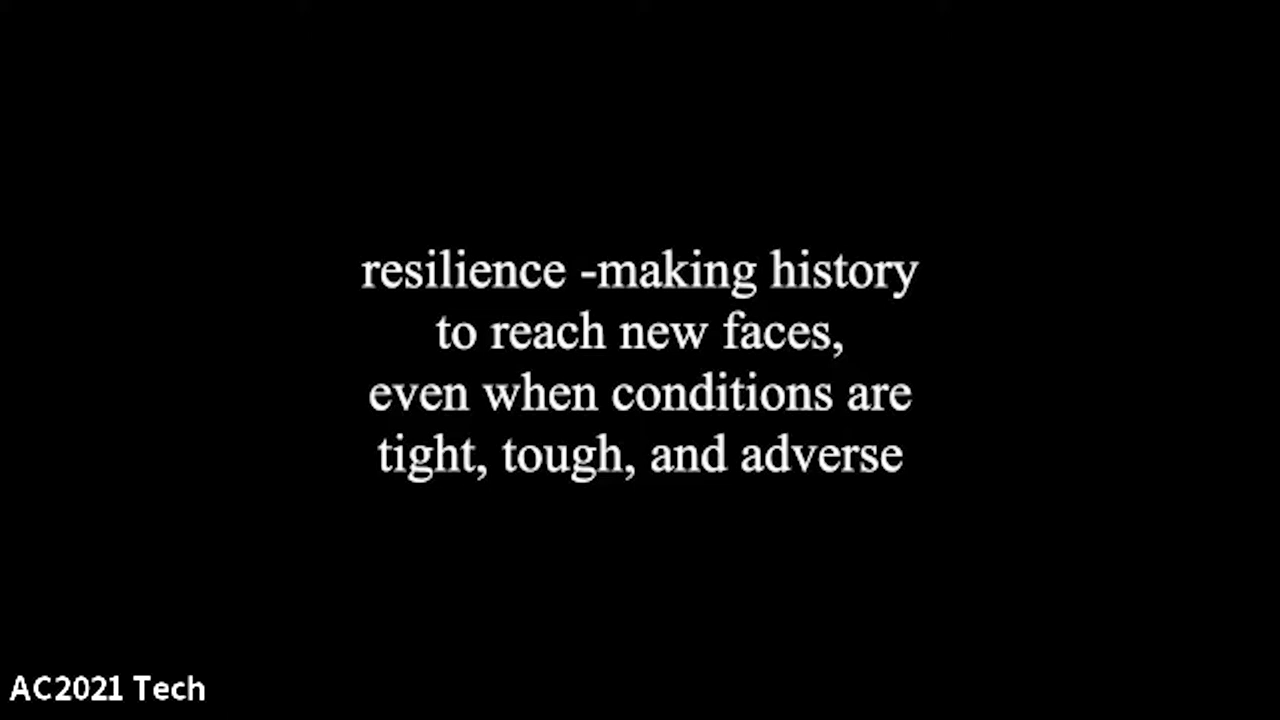 resilience -making history
to reach new faces,
even when conditions are
tight, tough, and adverse
AC2021 Tech